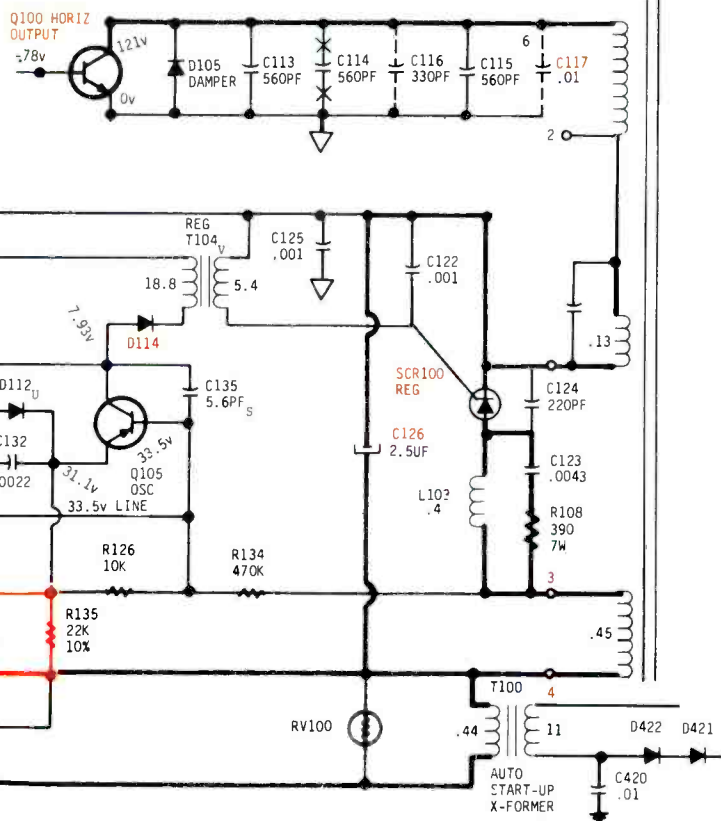 Q100 HORIZ
OUTPUT
-.78v
121v
0v
D105
DAMPER
C113
560PF
C114
560PF
C116
330PF
C115
560PF
C117
.01
6
2
REG
T104
V
18.8
5.4
C125
.001
C122
.001
7.93v
D114
.13
D112
U
C135
5.6PF
S
SCR100
REG
C124
220PF
C132
0022
33.5v
31.1v
Q105
OSC
C126
2.5UF
C123
.0043
L103
.4
R108
390
7W
33.5v LINE
R126
10K
R134
470K
3
R135
22K
10%
.45
4
T100
RV100
.44
11
D422
D421
AUTO
START-UP
X-FORMER
C420
.01